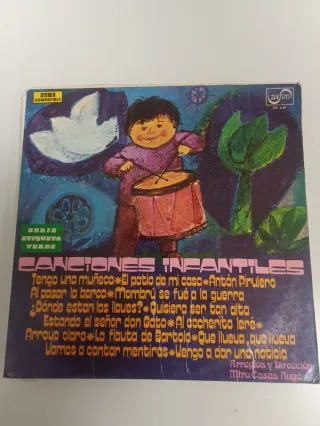 STEREO
COMPATIBLE
zafiro
SERIE
ETIQUETA
VERDE
CANCIONES INFANTILES
Tengo una muñeca*El patio de mi casa*Antón Pirulero
Al pasar la barca*Mambrú se fué a la guerra
¿Dónde están las llaves?*Quisiera ser tan alta
Estando el señor don Gato*Al cochecito leré*
Arroyo claro*La flauta de Bartolo*Que llueva, que llueva
Vamos a contar mentiras*Vengo a dar una noticia
Arreglos y Dirección
Mtro. Casas Augé